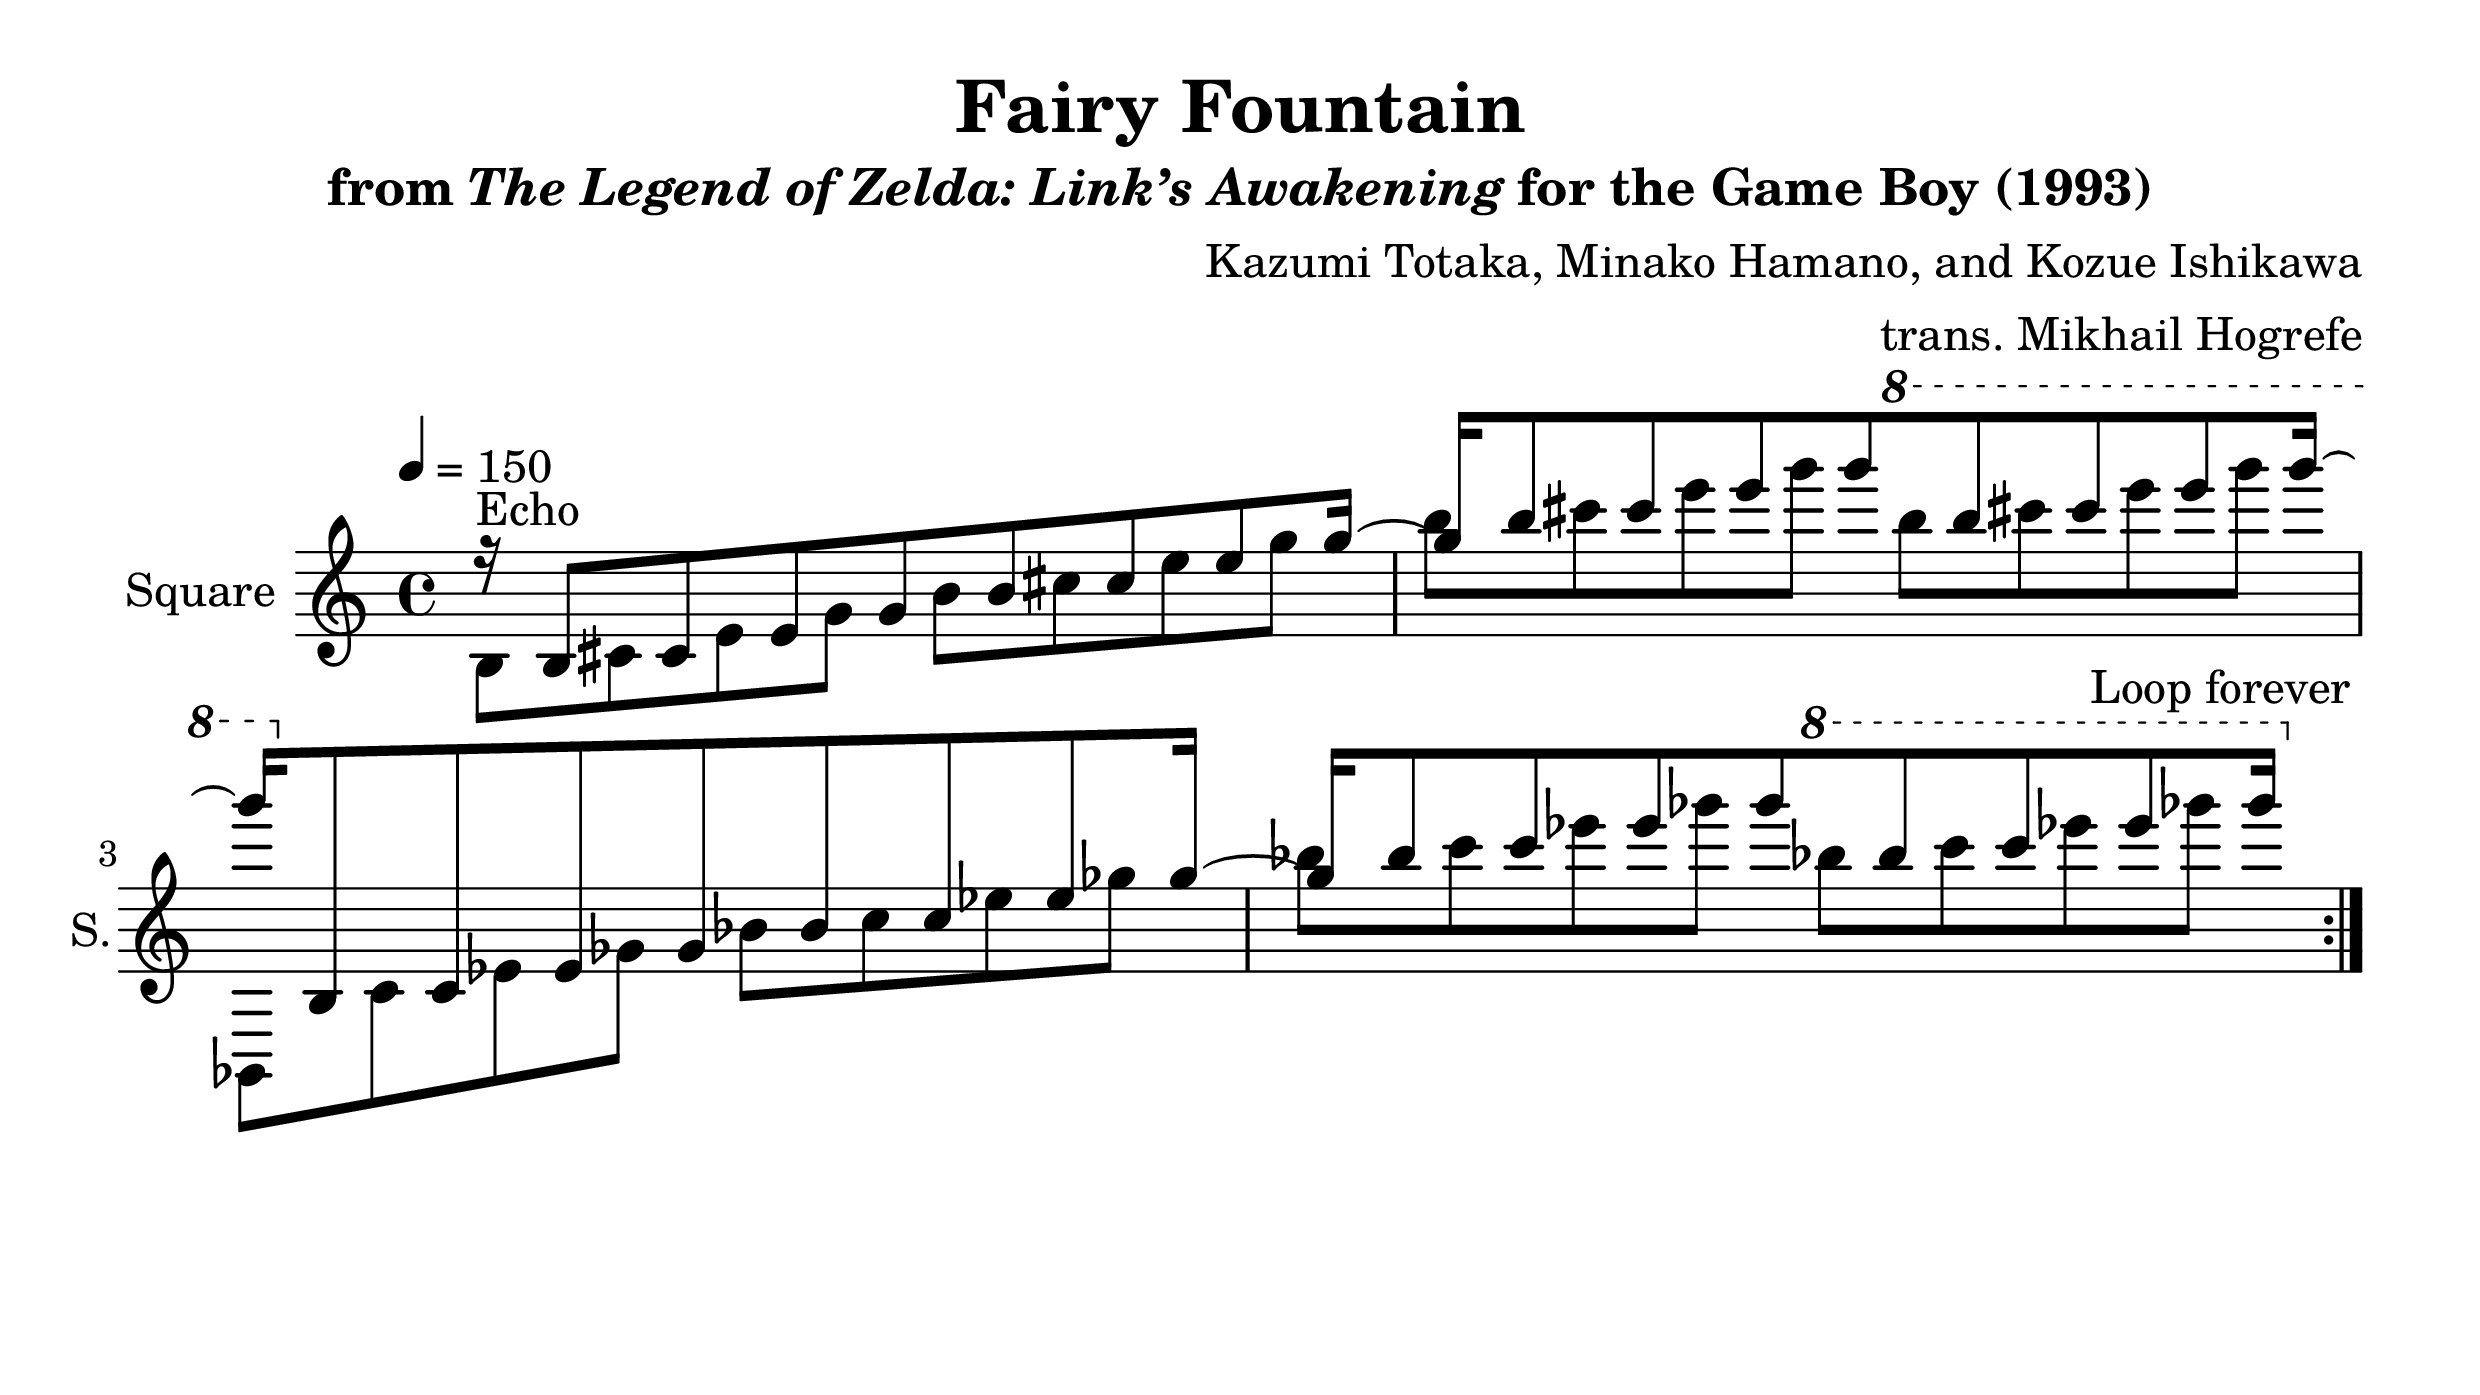 Fairy Fountain
from The Legend of Zelda: Link’s Awakening for the Game Boy (1993)
Kazumi Totaka, Minako Hamano, and Kozue Ishikawa
trans. Mikhail Hogrefe
8
= 150
Echo
Square
Loop forever
8
8
3
S.